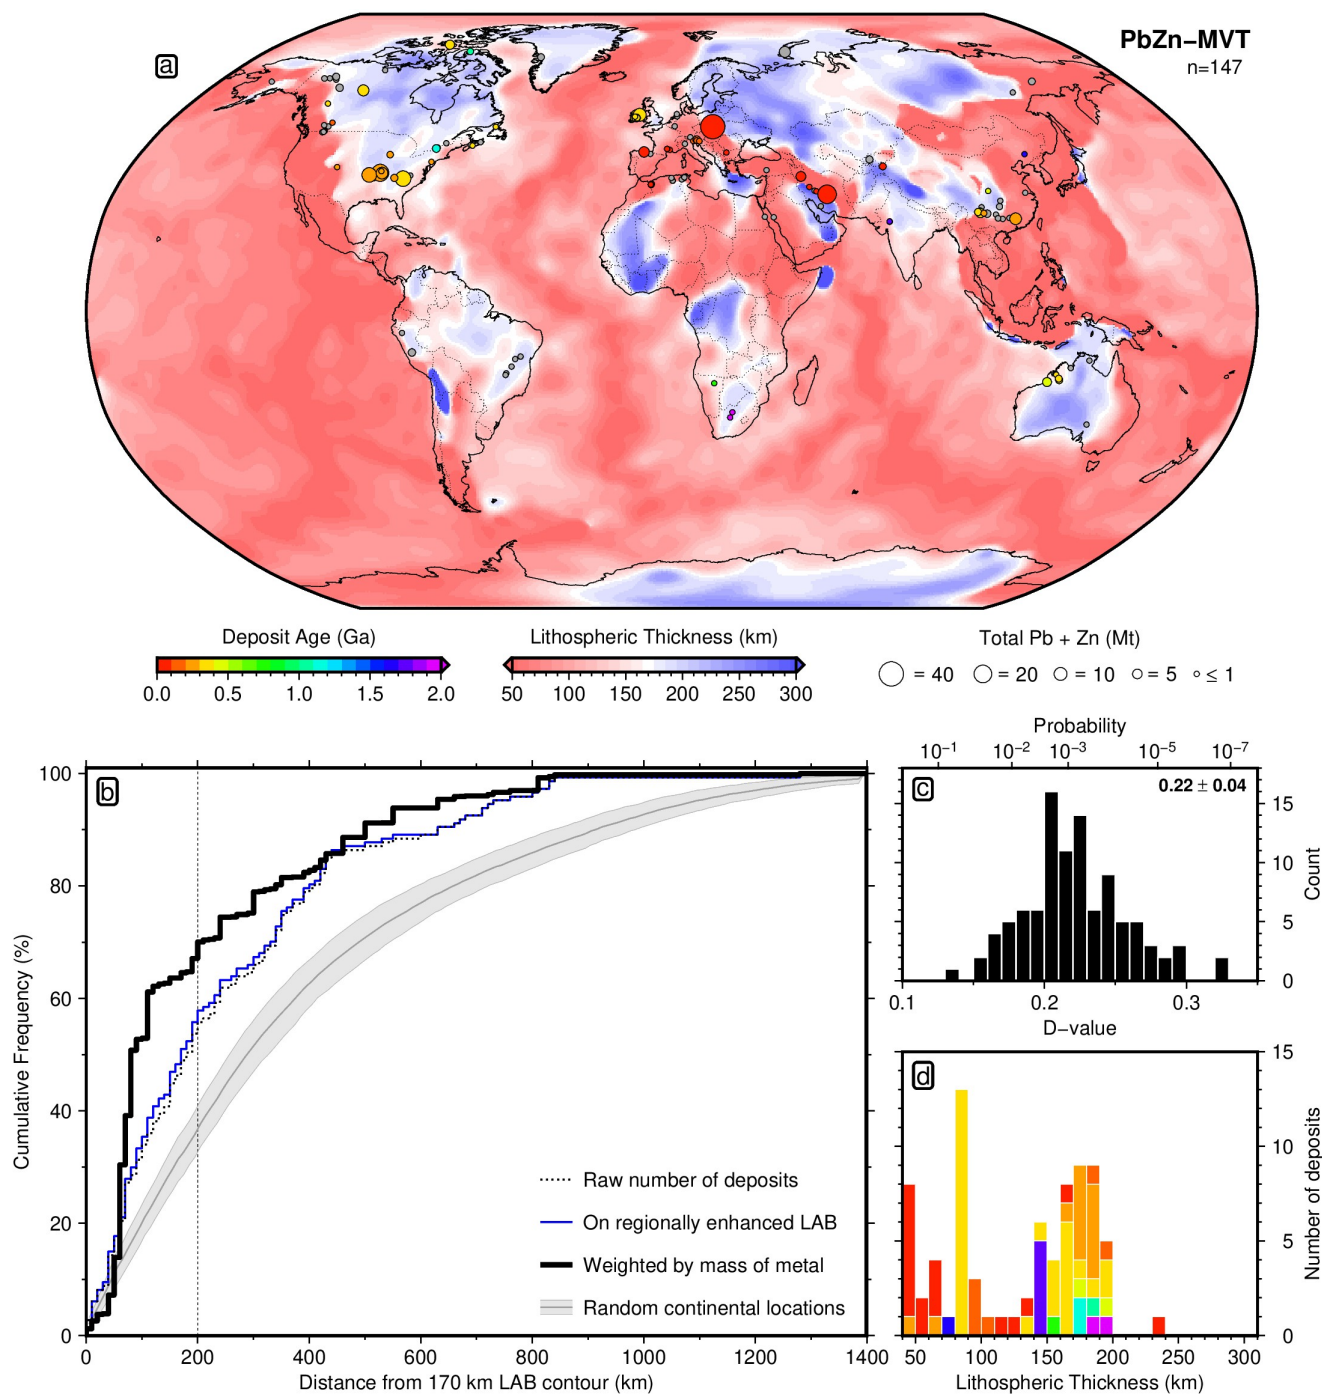 a
PbZn−MVT
n=147
Deposit Age (Ga)
0.0 0.5 1.0 1.5 2.0
Lithospheric Thickness (km)
50 100 150 200 250 300
Total Pb + Zn (Mt)
= 40 = 20 = 10 = 5 ≤ 1
b
Cumulative Frequency (%)
100
80
60
40
20
0
Raw number of deposits
On regionally enhanced LAB
Weighted by mass of metal
Random continental locations
0 200 400 600 800 1000 1200 1400
Distance from 170 km LAB contour (km)
Probability
10−1 10−2 10−3 10−5 10−7
c
0.22 ± 0.04
15
10
5
0
Count
0.1 0.2 0.3
D−value
d
15
10
5
0
Number of deposits
50 100 150 200 250 300
Lithospheric Thickness (km)